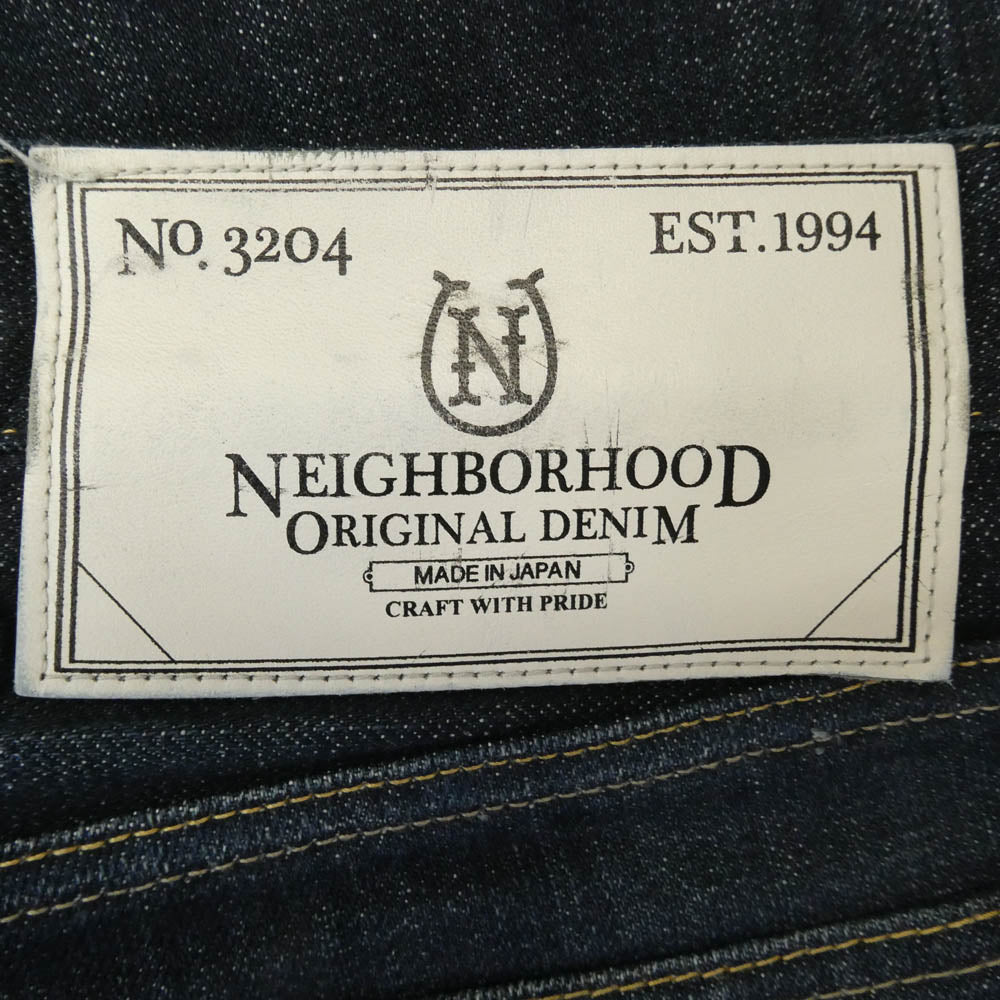 No. 3204
EST. 1994
N
NEIGHBORHOOD
ORIGINAL DENIM
MADE IN JAPAN
CRAFT WITH PRIDE